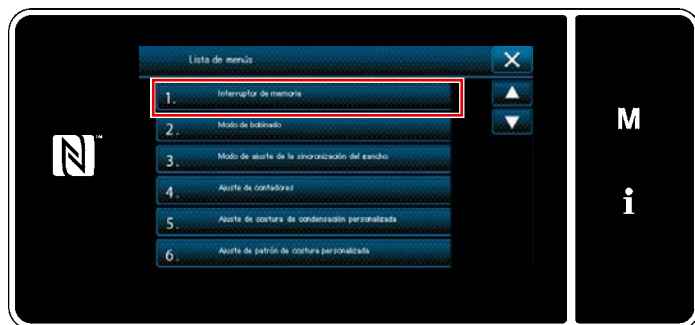 Lista de menús
1. Interruptor de memoria
2. Modo de bobinado
3. Modo de ajuste de la sincronización del gancho
4. Ajuste de contadores
5. Ajuste de costura de condensación personalizada
6. Ajuste de patrón de costura personalizada
N
M
i